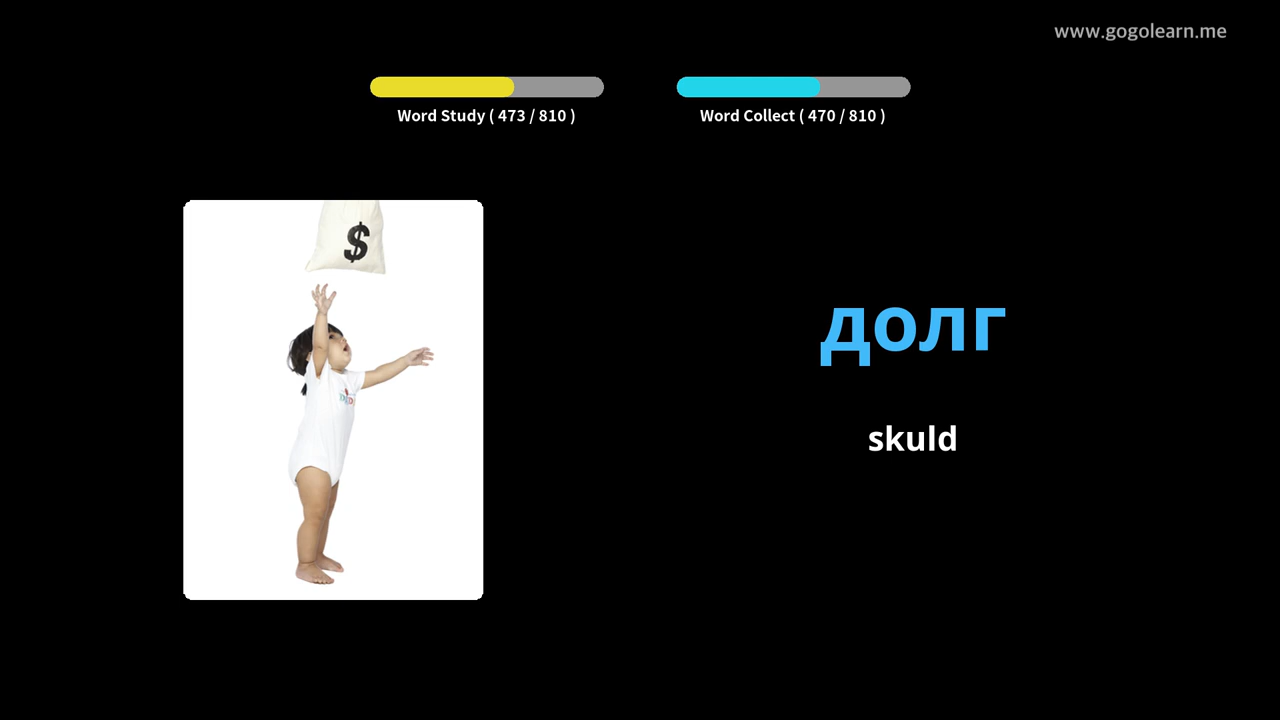 www.gogolearn.me
Word Study ( 473 / 810 )
Word Collect ( 470 / 810 )
$
долг
skuld